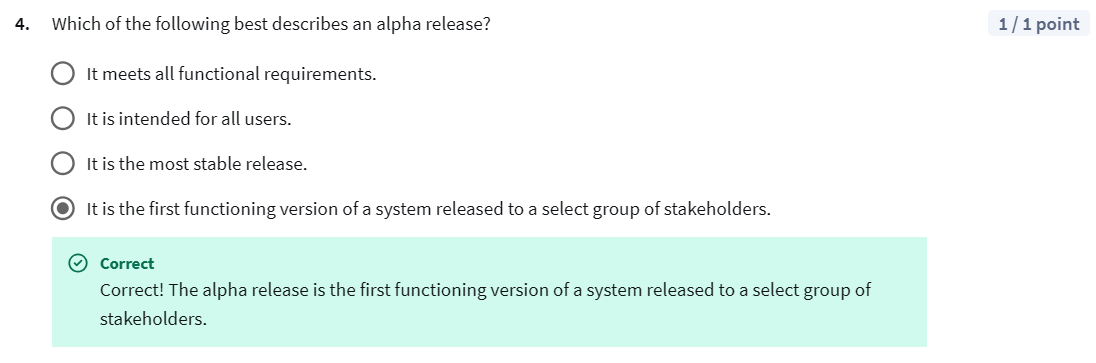 4. Which of the following best describes an alpha release?
1 / 1 point
It meets all functional requirements.
It is intended for all users.
It is the most stable release.
It is the first functioning version of a system released to a select group of stakeholders.
Correct
Correct! The alpha release is the first functioning version of a system released to a select group of
stakeholders.